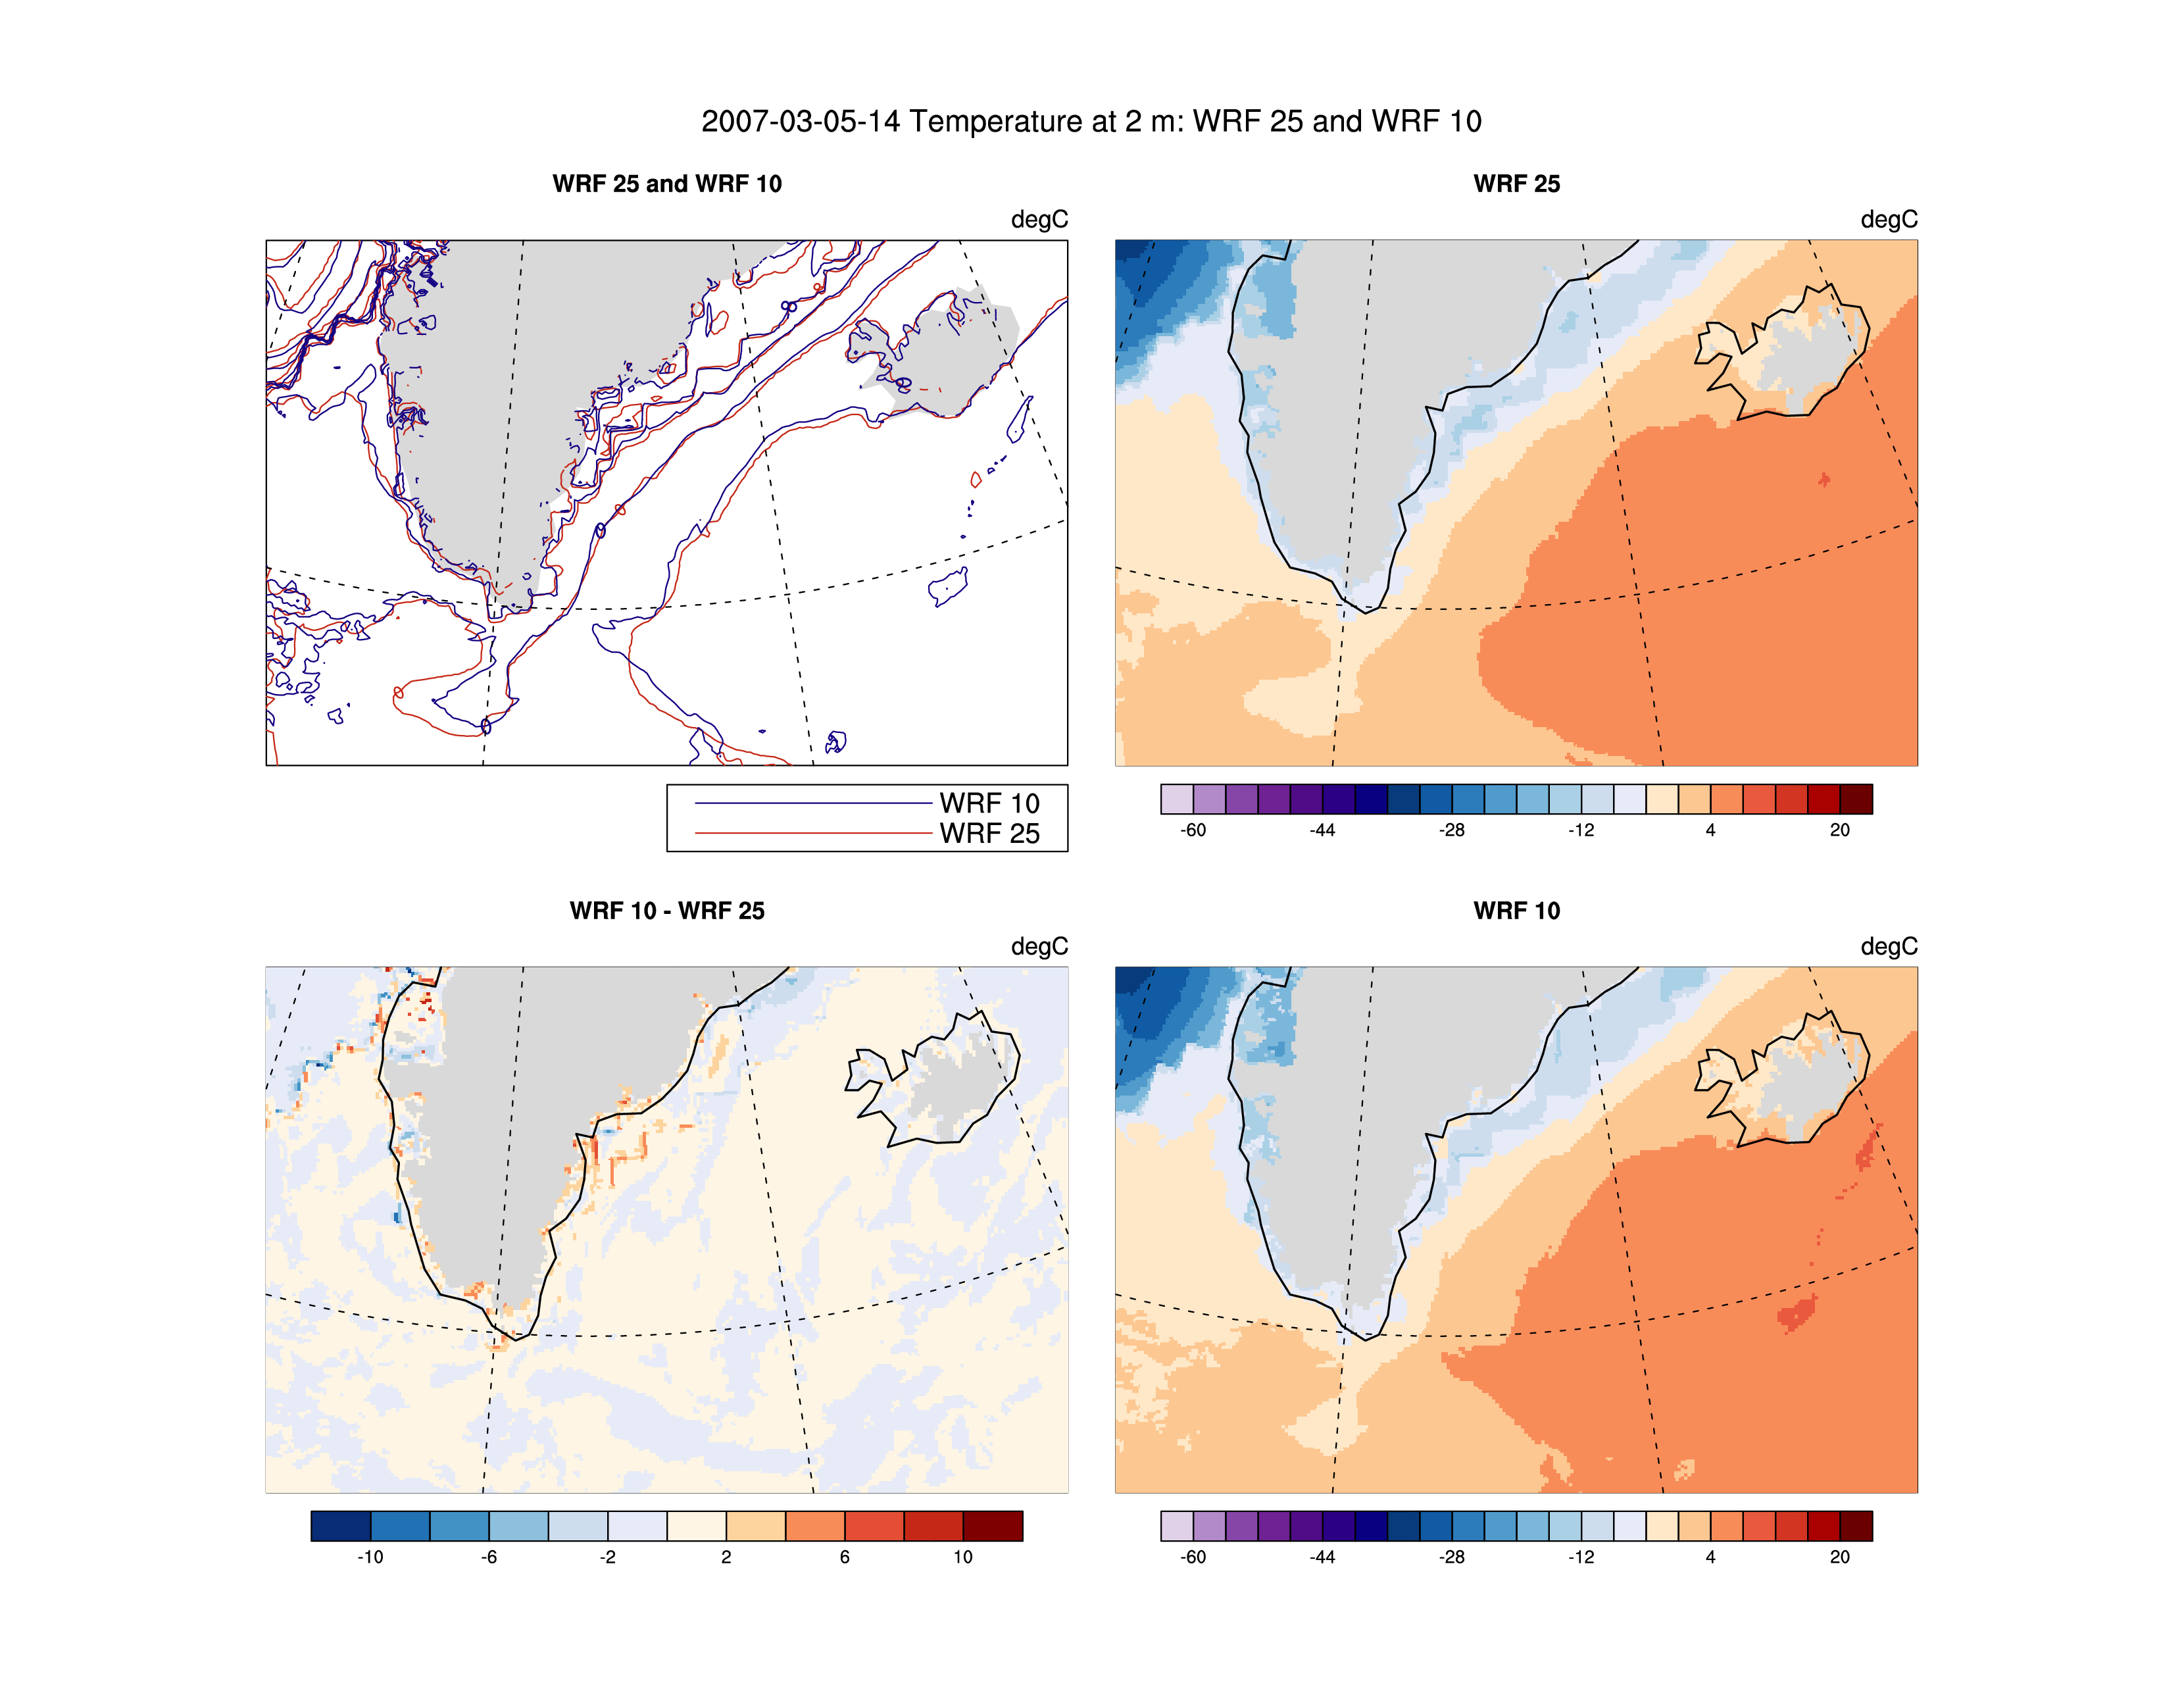 2007-03-05-14 Temperature at 2 m: WRF 25 and WRF 10
WRF 25 and WRF 10
degC
WRF 10
WRF 25
WRF 25
degC
-60 -44 -28 -12 4 20
WRF 10 - WRF 25
degC
-10 -6 -2 2 6 10
WRF 10
degC
-60 -44 -28 -12 4 20